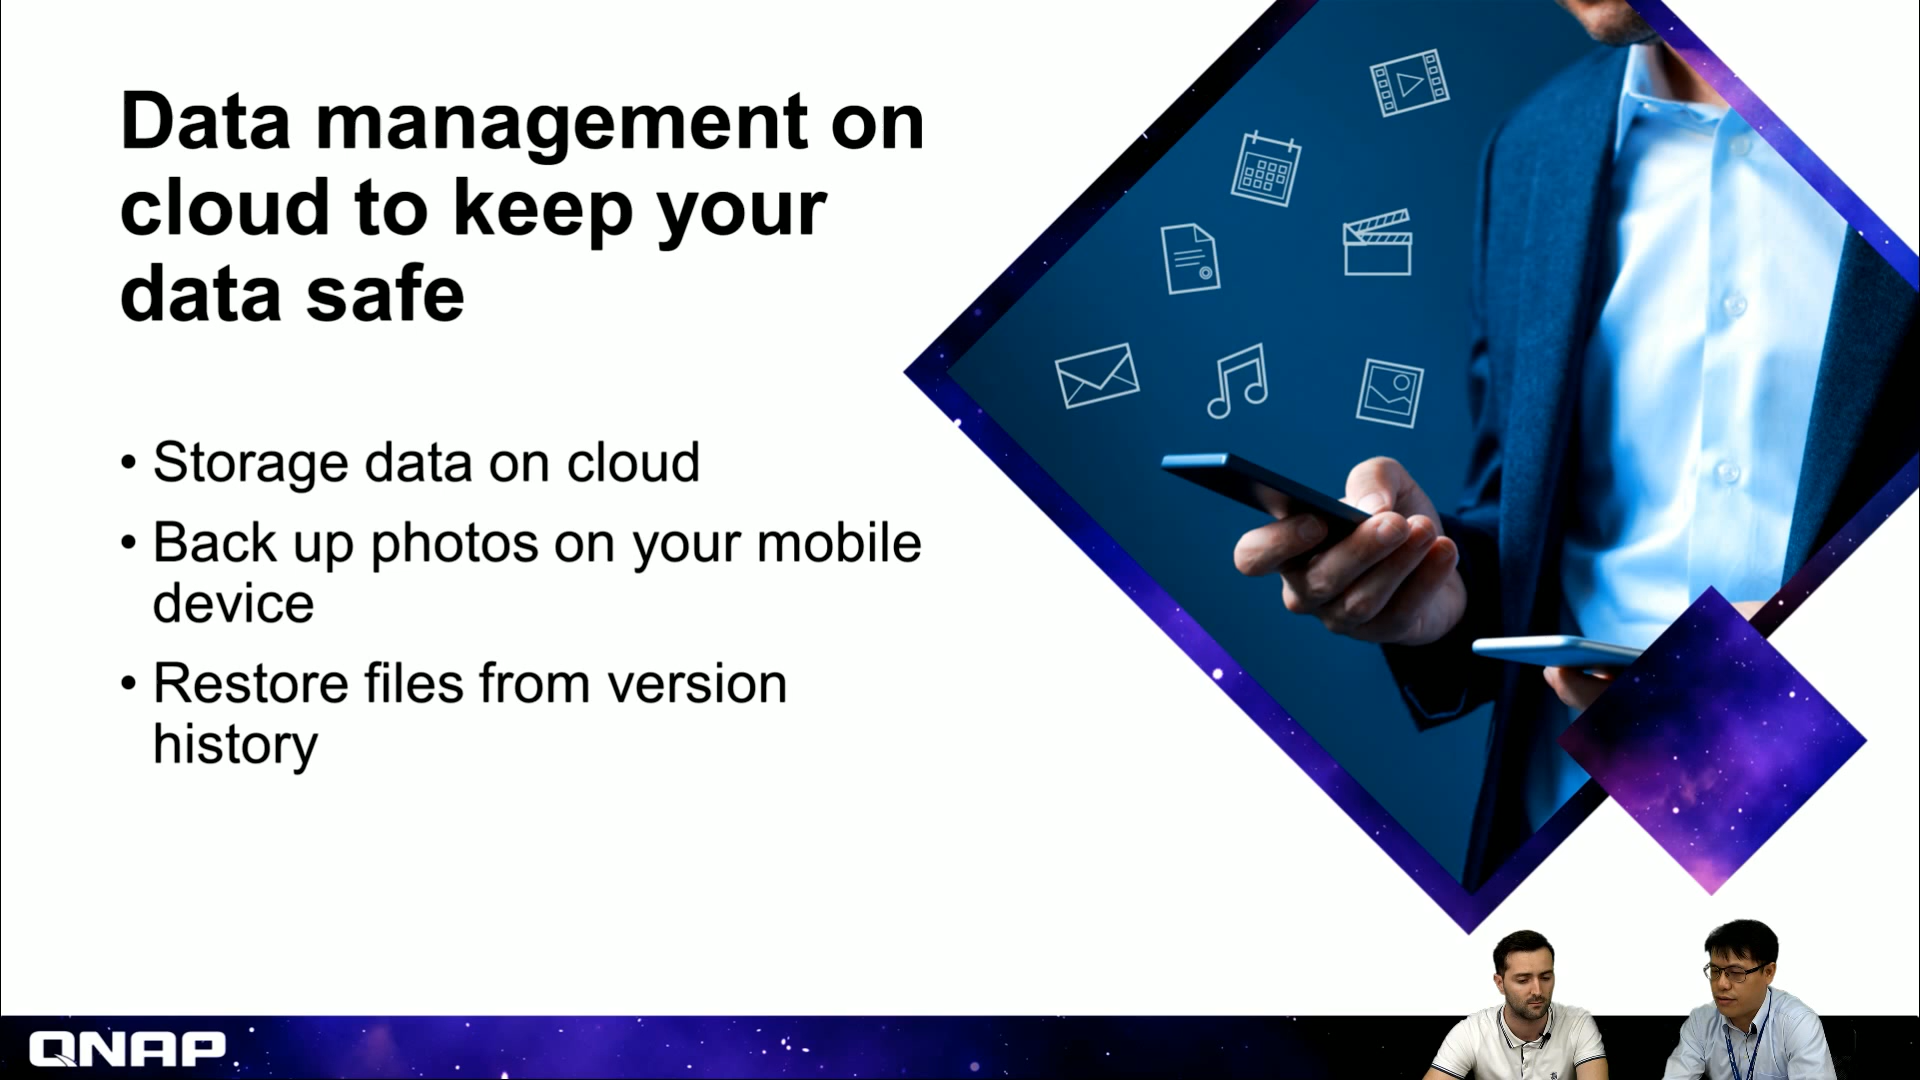 Data management on
cloud to keep your
data safe
• Storage data on cloud
• Back up photos on your mobile
device
• Restore files from version
history
QNAP